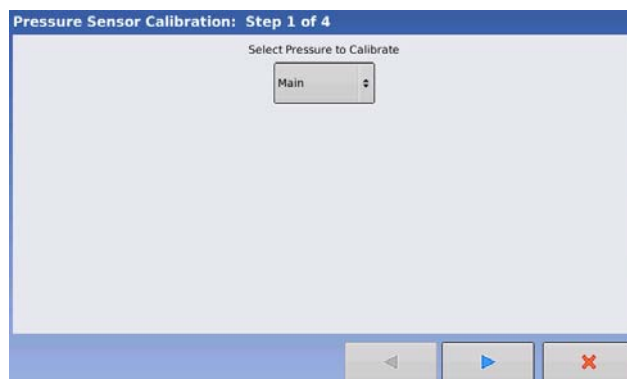 Pressure Sensor Calibration: Step 1 of 4
Select Pressure to Calibrate
Main